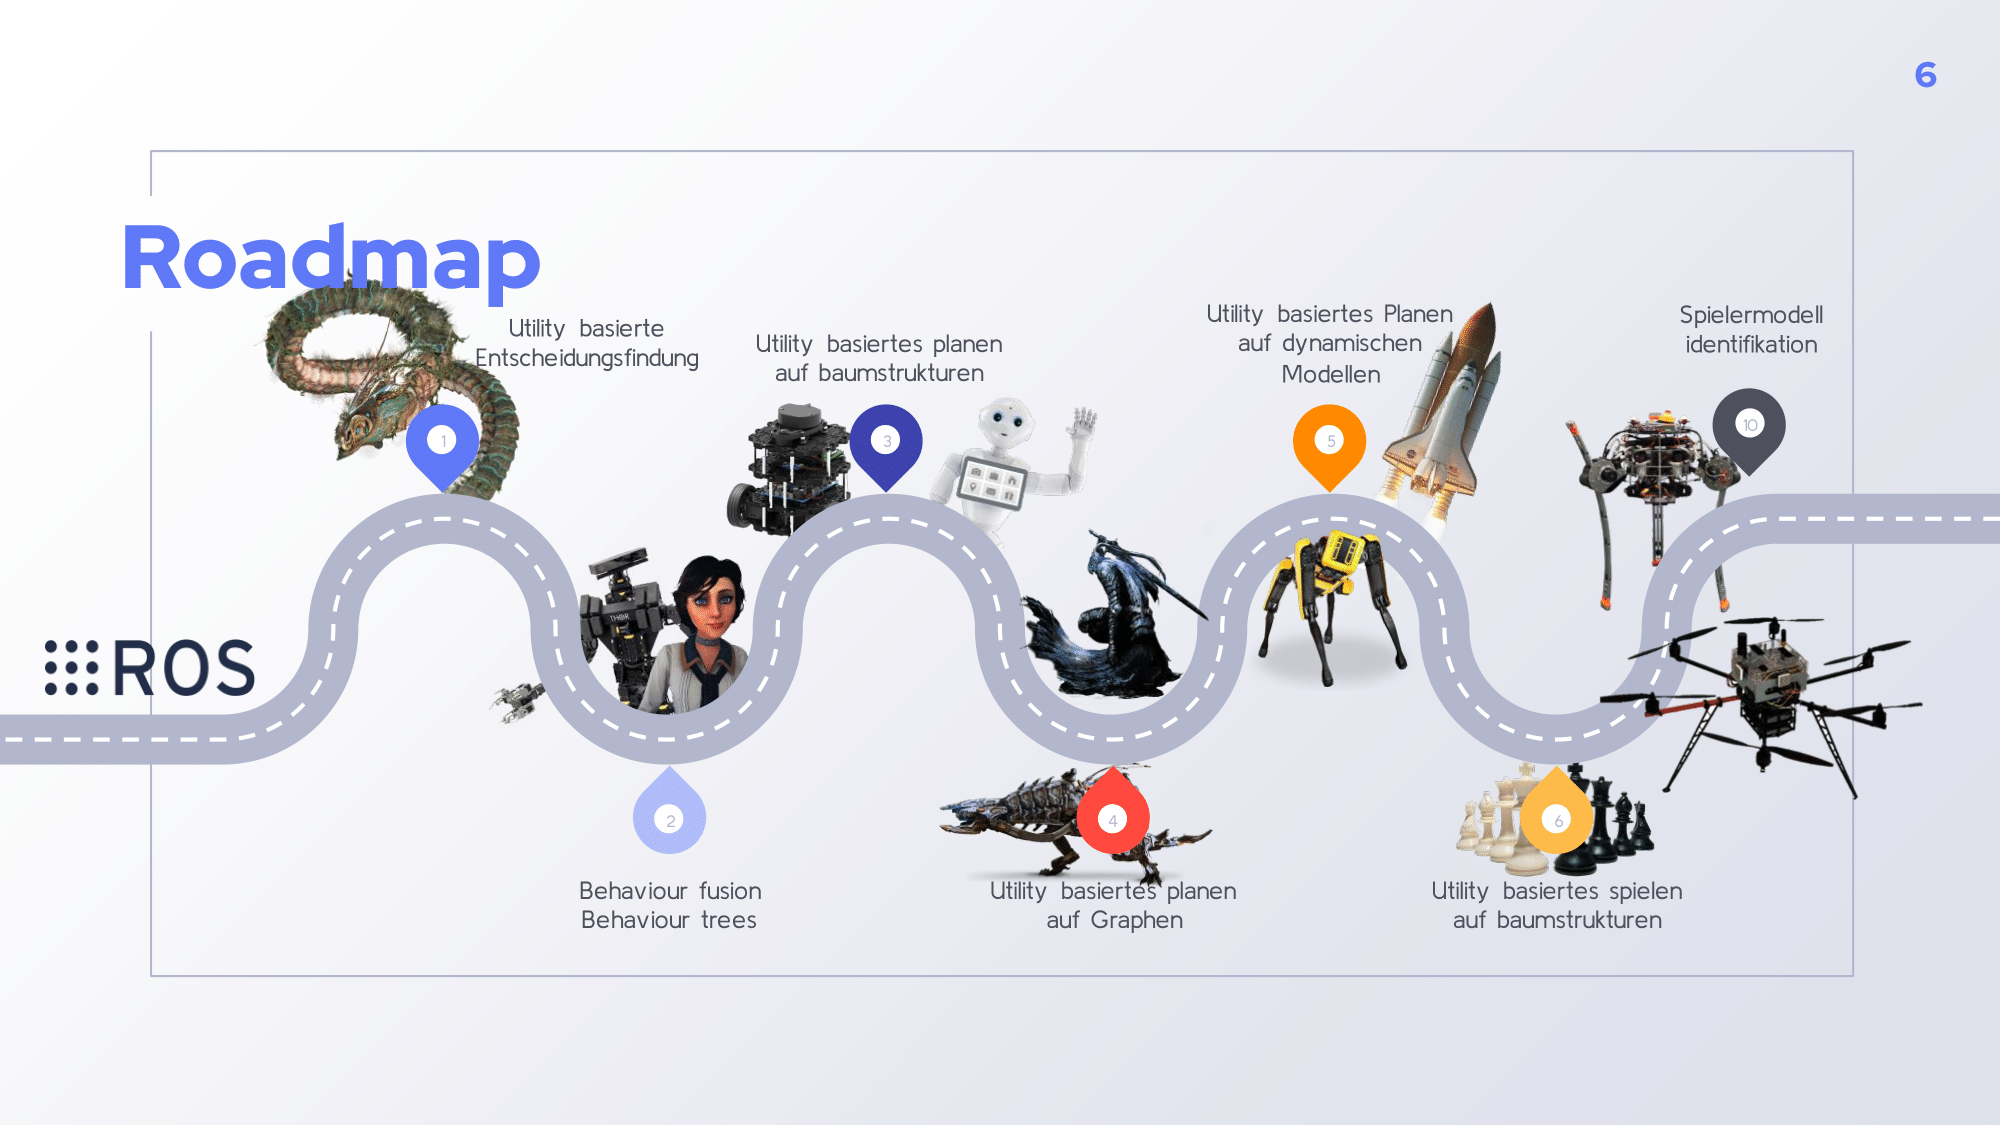 6
Roadmap
Utility basierte
Entscheidungsfindung
Utility basiertes planen
auf baumstrukturen
Utility basiertes Planen
auf dynamischen
Modellen
Spielermodell
identifikation
1
3
5
10
ROS
THOR
2
4
6
Behaviour fusion
Behaviour trees
Utility basiertes planen
auf Graphen
Utility basiertes spielen
auf baumstrukturen